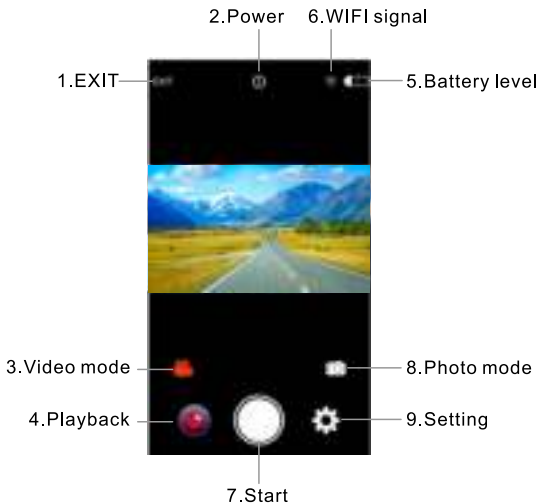 2.Power
6.WIFI signal
1.EXIT
5.Battery level
3.Video mode
8.Photo mode
4.Playback
9.Setting
7.Start